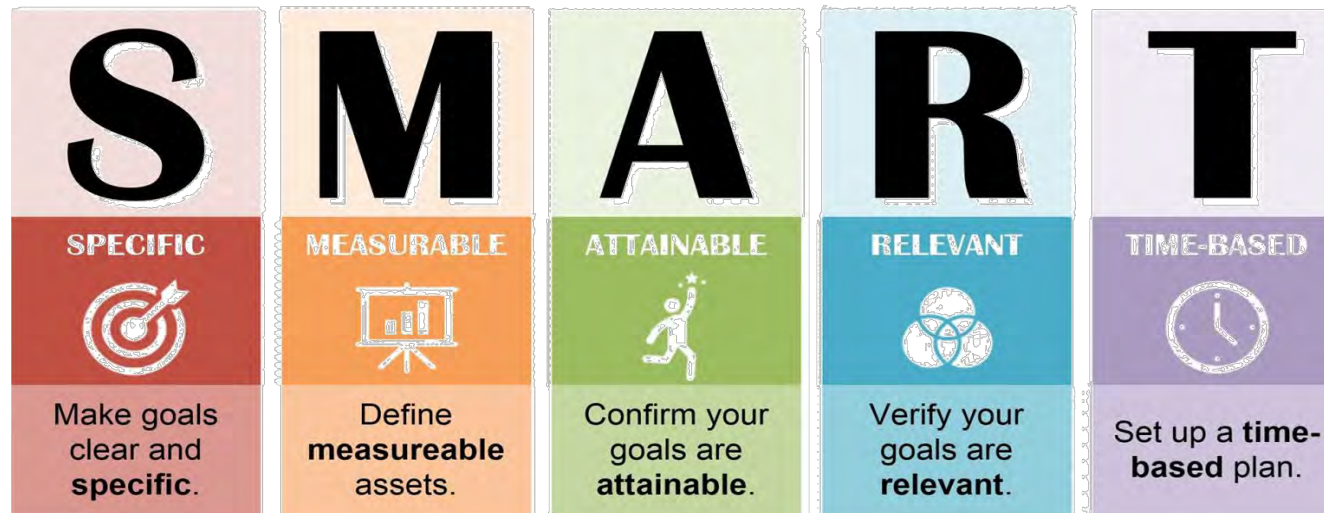 S
SPECIFIC
Make goals
clear and
specific.
M
MEASURABLE
Define
measureable
assets.
A
ATTAINABLE
Confirm your
goals are
attainable.
R
RELEVANT
Verify your
goals are
relevant.
T
TIME-BASED
Set up a time-
based plan.